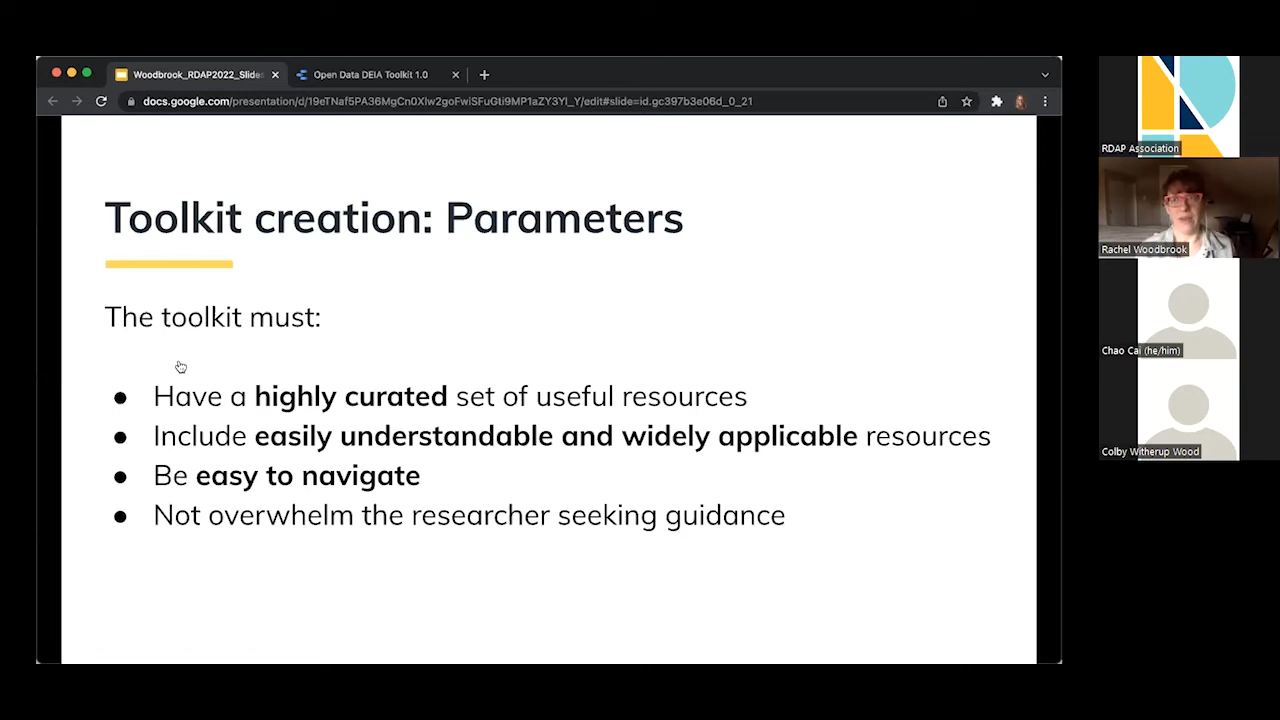 Woodbrook_RDAP2022_Slides
Open Data DEIA Toolkit 1.0
docs.google.com/presentation/d/19eTNaf5PA36MgCn0Xlw2goFwiSFuGti9MP1aZY3Yl_Y/edit#slide=id.gc397b3e06d_0_21
Toolkit creation: Parameters
The toolkit must:
● Have a highly curated set of useful resources
● Include easily understandable and widely applicable resources
● Be easy to navigate
● Not overwhelm the researcher seeking guidance
RDAP Association
Rachel Woodbrook
Chao Cai (he/him)
Colby Witherup Wood